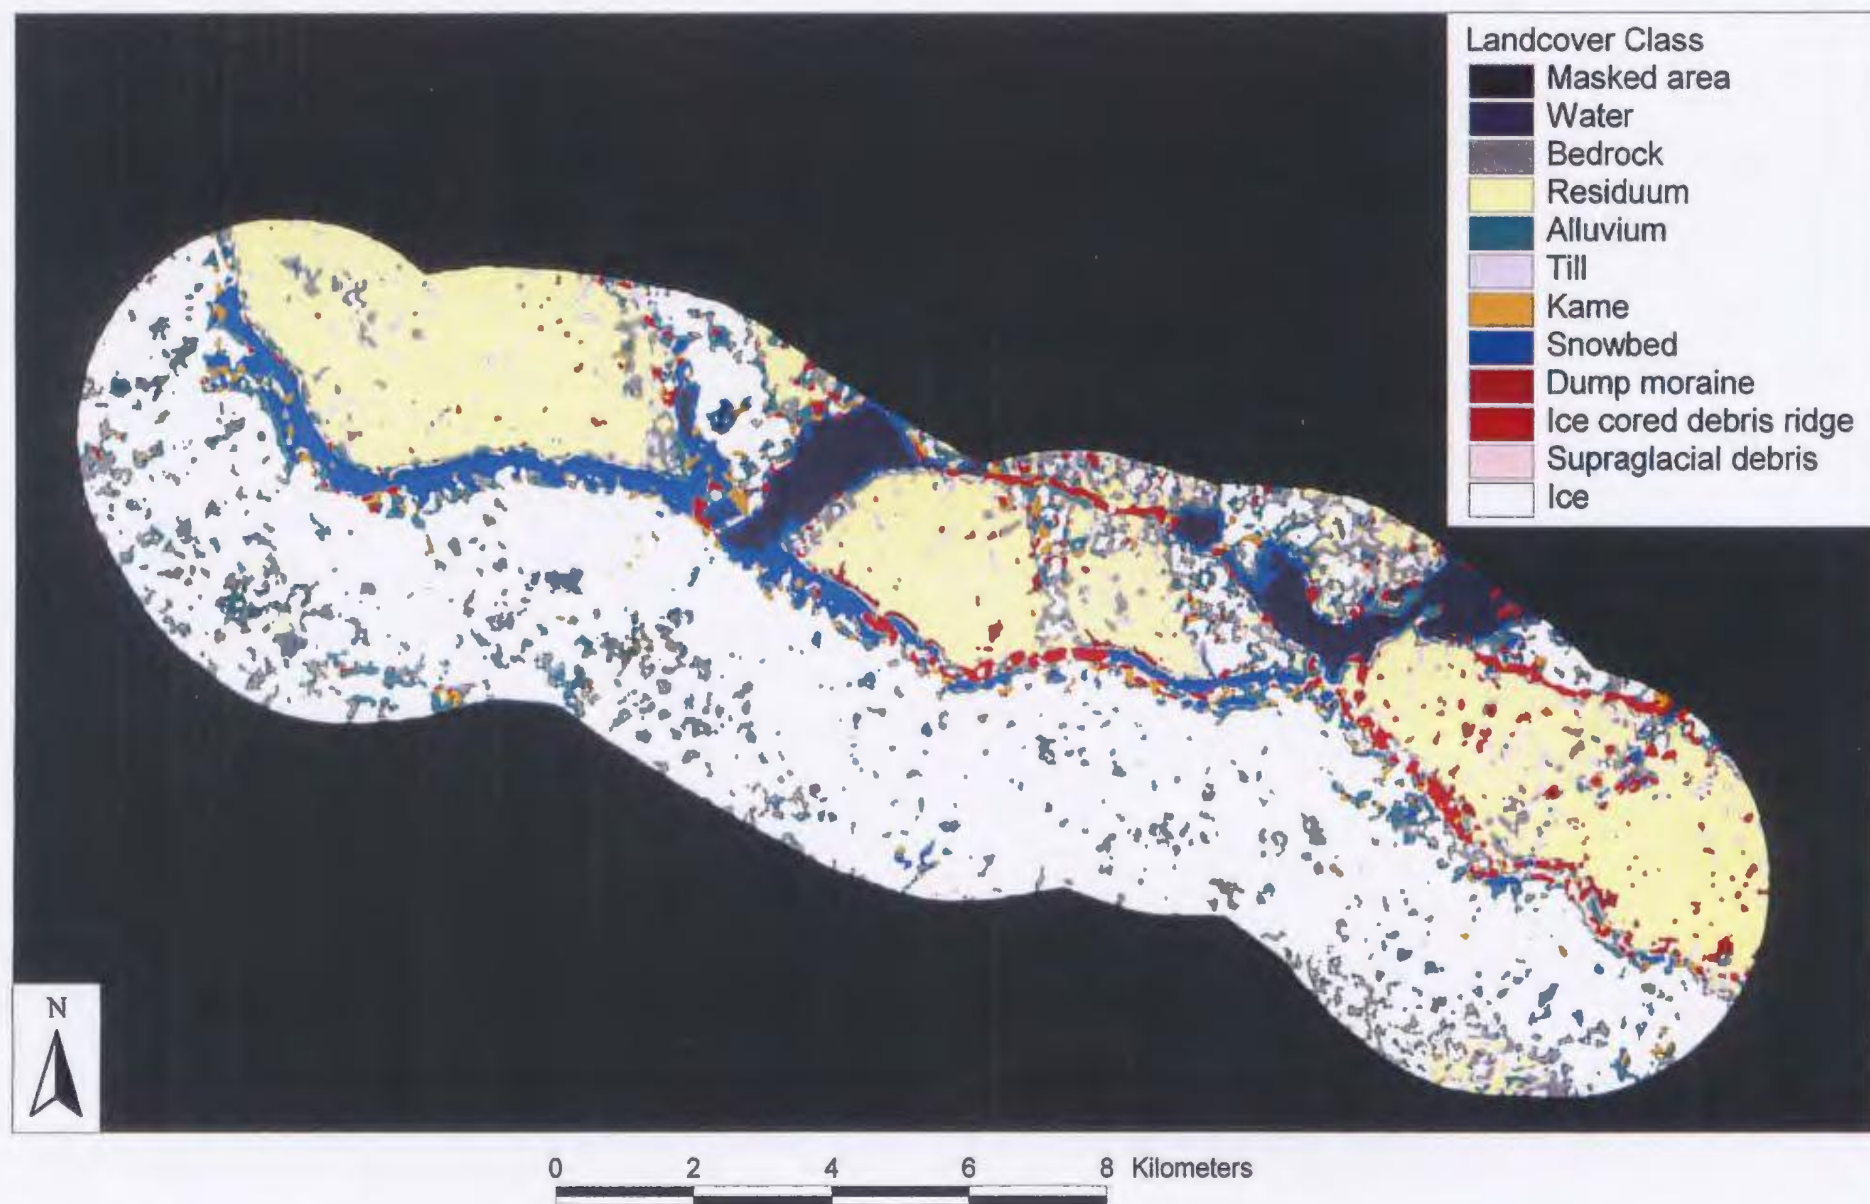 Landcover Class
Masked area
Water
Bedrock
Residuum
Alluvium
Till
Kame
Snowbed
Dump moraine
Ice cored debris ridge
Supraglacial debris
Ice
N
0 2 4 6 8 Kilometers